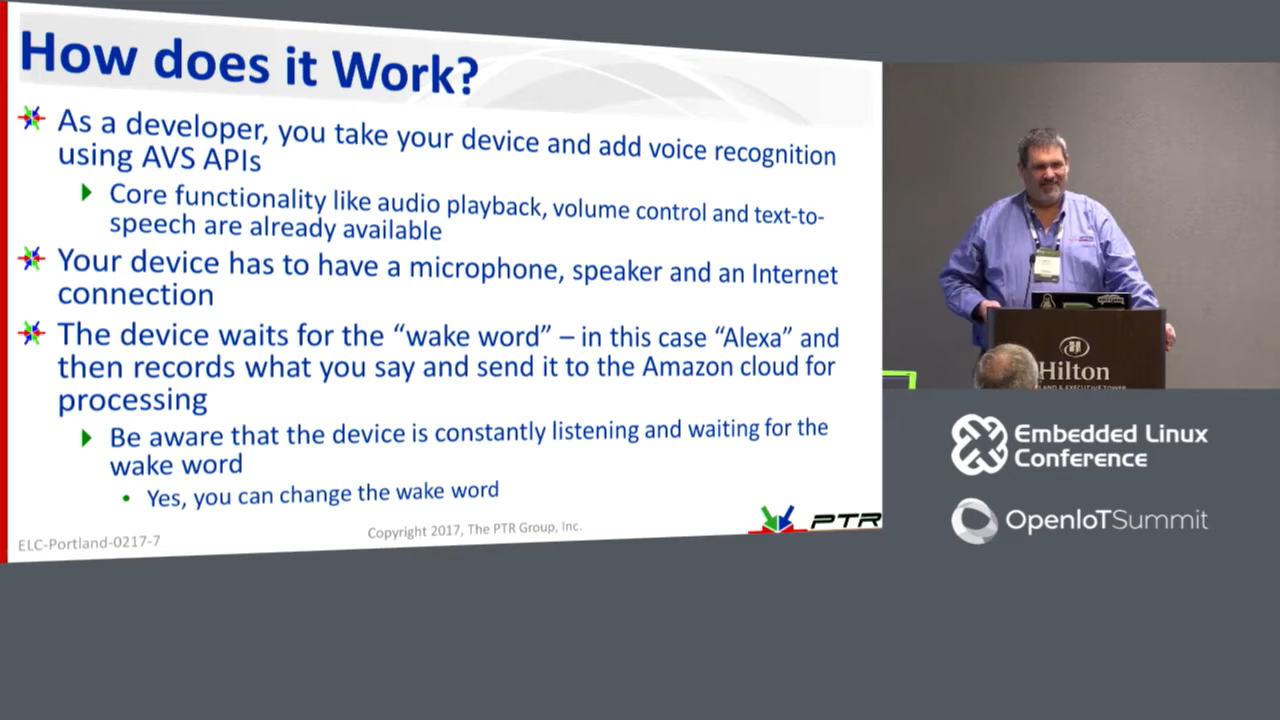 How does it Work?
As a developer, you take your device and add voice recognition
using AVS APIs
Core functionality like audio playback, volume control and text-to-
speech are already available
Your device has to have a microphone, speaker and an Internet
connection
The device waits for the “wake word” – in this case “Alexa” and
then records what you say and send it to the Amazon cloud for
processing
Be aware that the device is constantly listening and waiting for the
wake word
Yes, you can change the wake word
Copyright 2017, The PTR Group, Inc.
ELC-Portland-0217-7
PTR
Hilton
LAND & EXECUTIVE TOWER
Embedded Linux
Conference
OpenIoTSummit